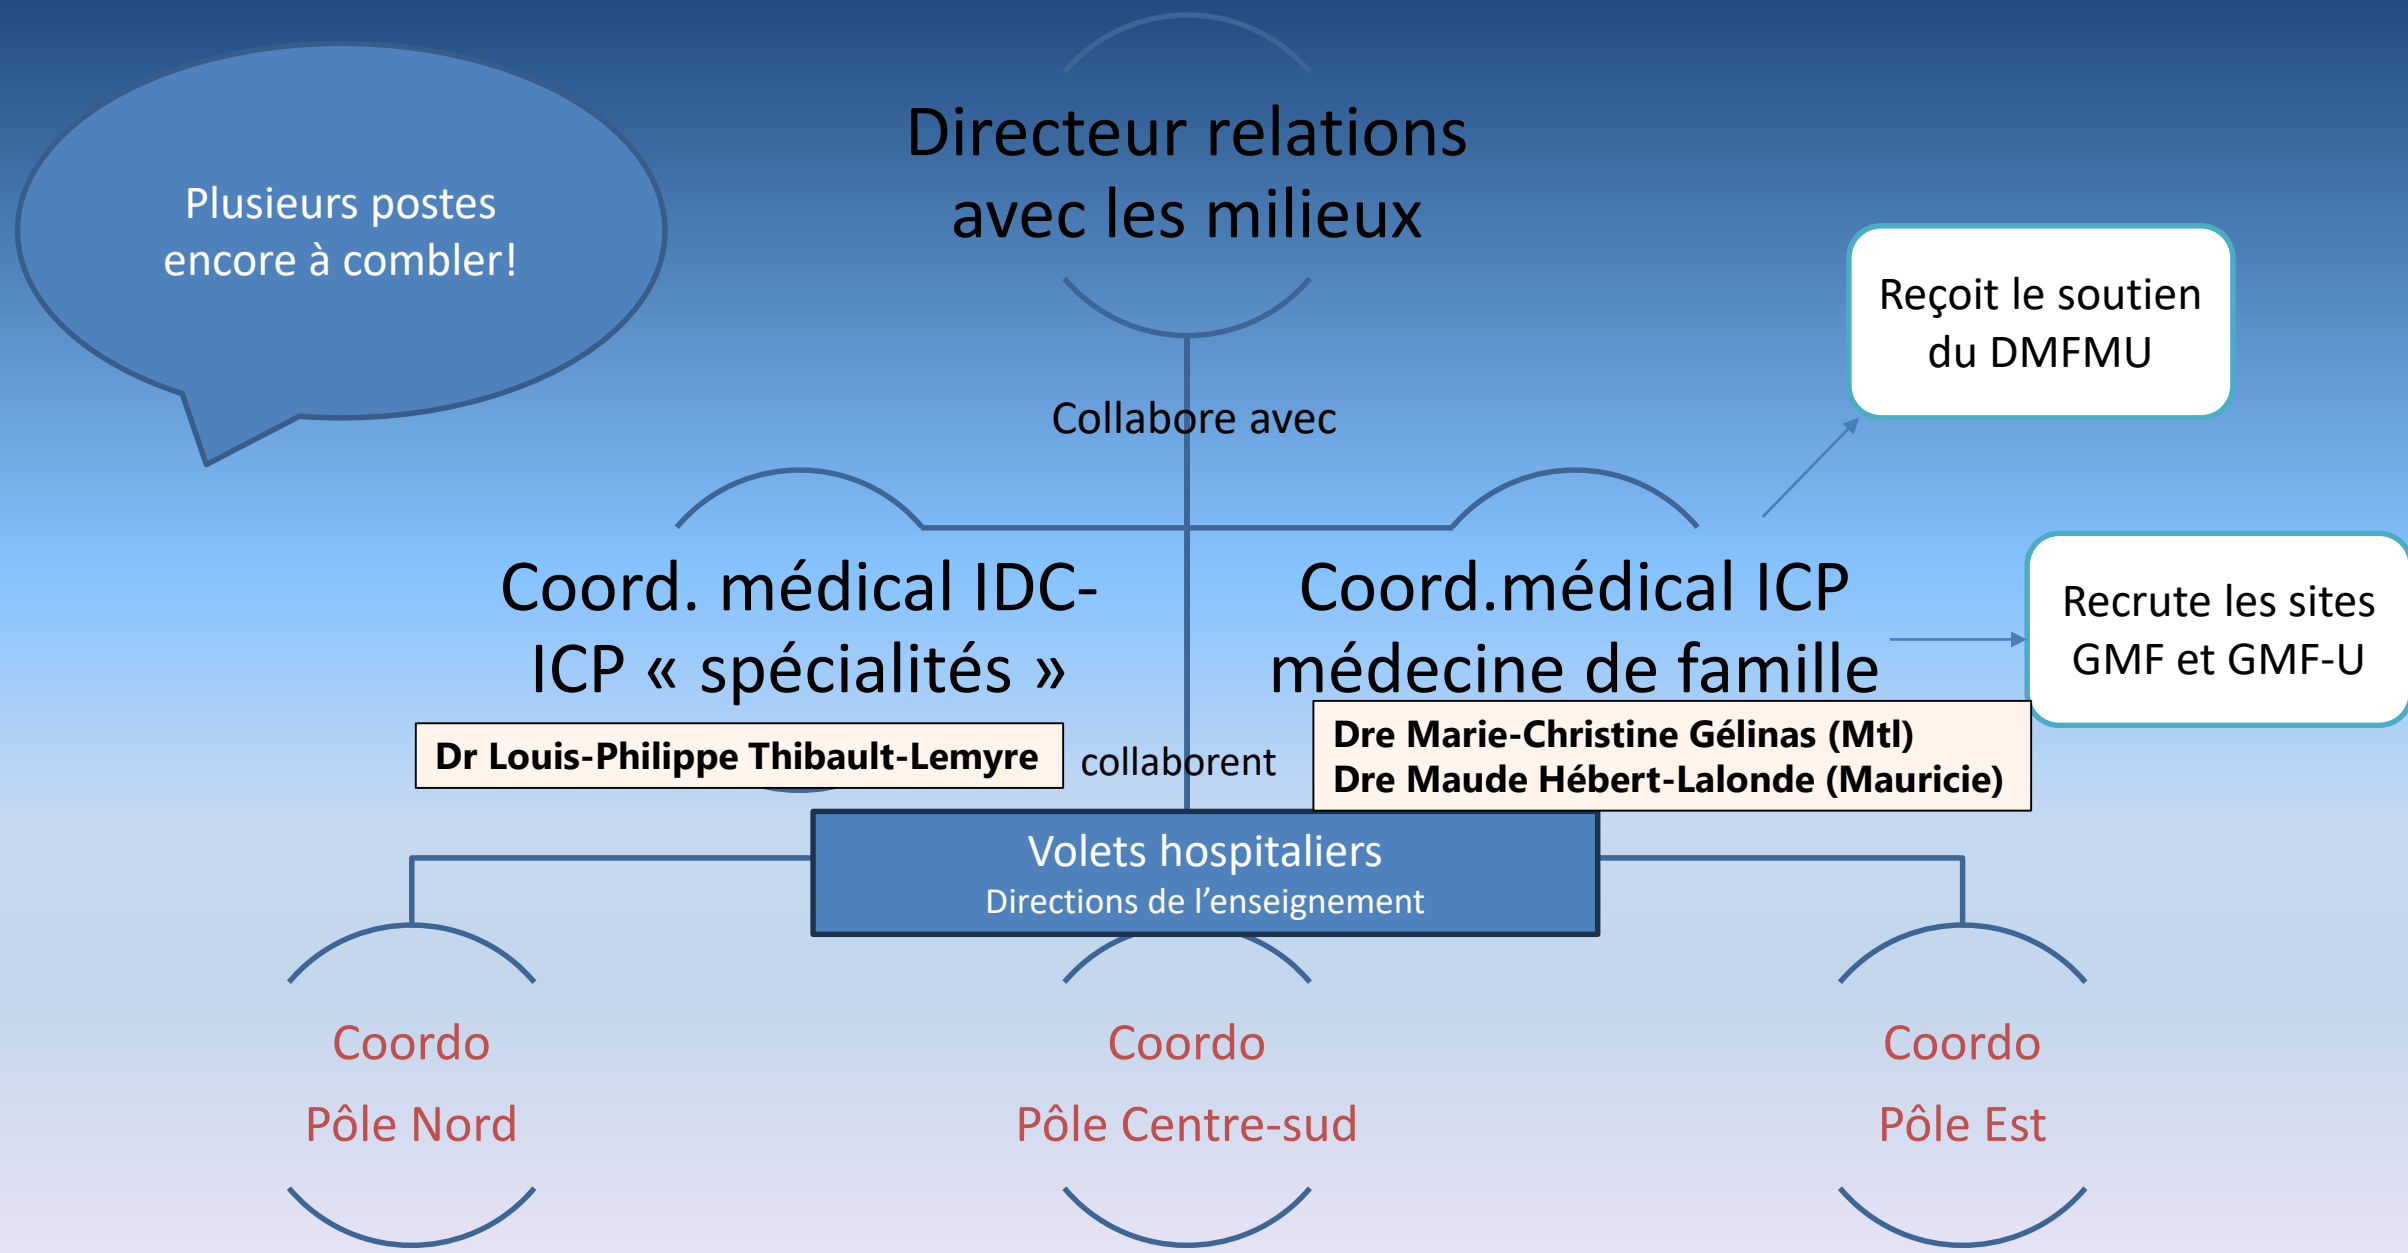 Plusieurs postes
encore à combler!
Directeur relations
avec les milieux
Reçoit le soutien
du DMFMU
Collabore avec
Coord. médical IDC-
ICP « spécialités »
Coord.médical ICP
médecine de famille
Recrute les sites
GMF et GMF-U
Dr Louis-Philippe Thibault-Lemyre
collaborent
Dre Marie-Christine Gélinas (Mtl)
Dre Maude Hébert-Lalonde (Mauricie)
Volets hospitaliers
Directions de l’enseignement
Coordo
Pôle Nord
Coordo
Pôle Centre-sud
Coordo
Pôle Est